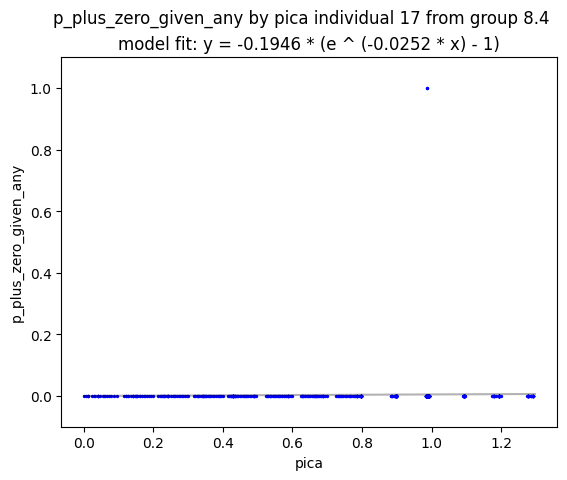 p_plus_zero_given_any by pica individual 17 from group 8.4
model fit: y = -0.1946 * (e ^ (-0.0252 * x) - 1)
1.0
0.8
0.6
0.4
0.2
0.0
p_plus_zero_given_any
0.0 0.2 0.4 0.6 0.8 1.0 1.2
pica